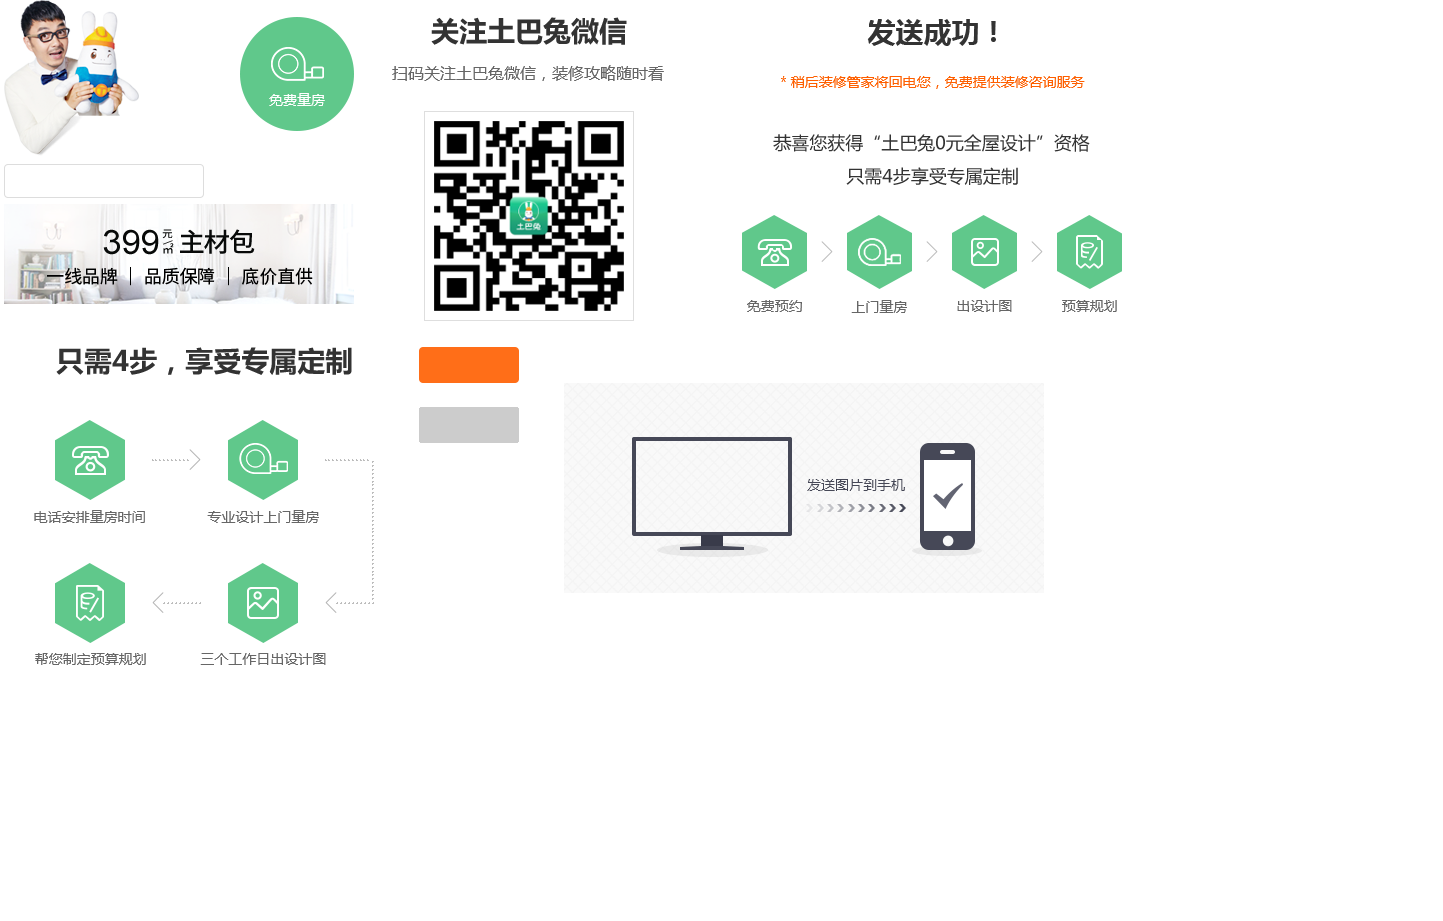 免费量房
399元/㎡主材包
一线品牌｜品质保障｜底价直供
只需4步，享受专属定制
电话安排量房时间
专业设计上门量房
帮您制定预算规划
三个工作日出设计图
关注土巴兔微信
扫码关注土巴兔微信，装修攻略随时看
土巴兔
发送成功！
* 稍后装修管家将回电您，免费提供装修咨询服务
恭喜您获得“土巴兔0元全屋设计”资格
只需4步享受专属定制
免费预约
上门量房
出设计图
预算规划
发送图片到手机